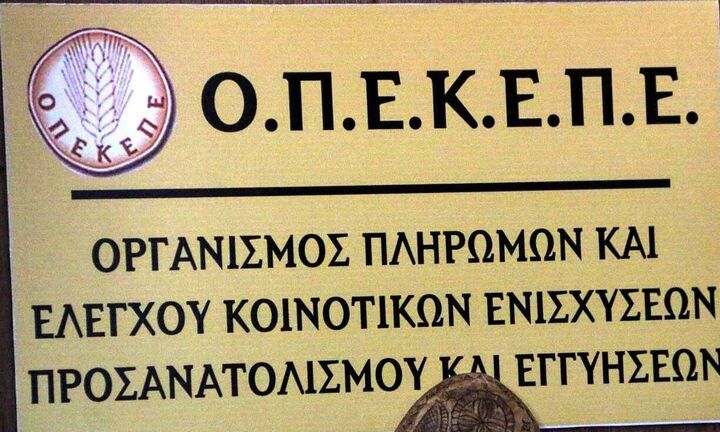 Ο.Π.Ε.Κ.Ε.Π.Ε.
ΟΠΕΚΕΠΕ
ΟΡΓΑΝΙΣΜΟΣ ΠΛΗΡΩΜΩΝ ΚΑΙ
ΕΛΕΓΧΟΥ ΚΟΙΝΟΤΙΚΩΝ ΕΝΙΣΧΥΣΕΩΝ
ΠΡΟΣΑΝΑΤΟΛΙΣΜΟΥ ΚΑΙ ΕΓΓΥΗΣΕΩΝ